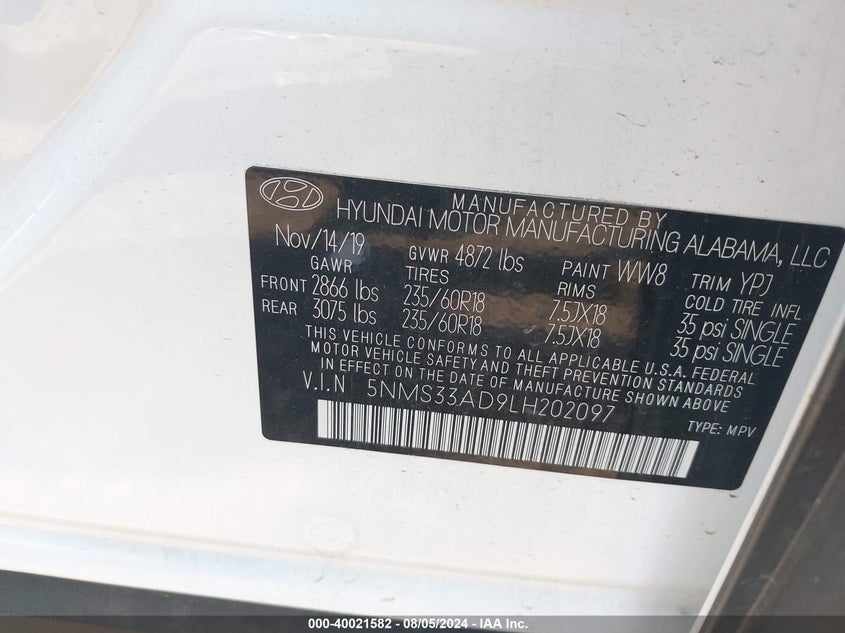 MANUFACTURED BY
HYUNDAI MOTOR MANUFACTURING ALABAMA, LLC
Nov/14/19 GVWR 4872 lbs PAINT WW8 TRIM YPJ
GAWR TIRES RIMS COLD TIRE INFL
FRONT 2866 lbs 235/60R18 7.5JX18 35 psi SINGLE
REAR 3075 lbs 235/60R18 7.5JX18 35 psi SINGLE
THIS VEHICLE CONFORMS TO ALL APPLICABLE U.S.A. FEDERAL
MOTOR VEHICLE SAFETY AND THEFT PREVENTION STANDARDS
IN EFFECT ON THE DATE OF MANUFACTURE SHOWN ABOVE
V.I.N 5NMS33AD9LH202097
TYPE: MPV
000-40021582 - 08/05/2024 - IAA Inc.